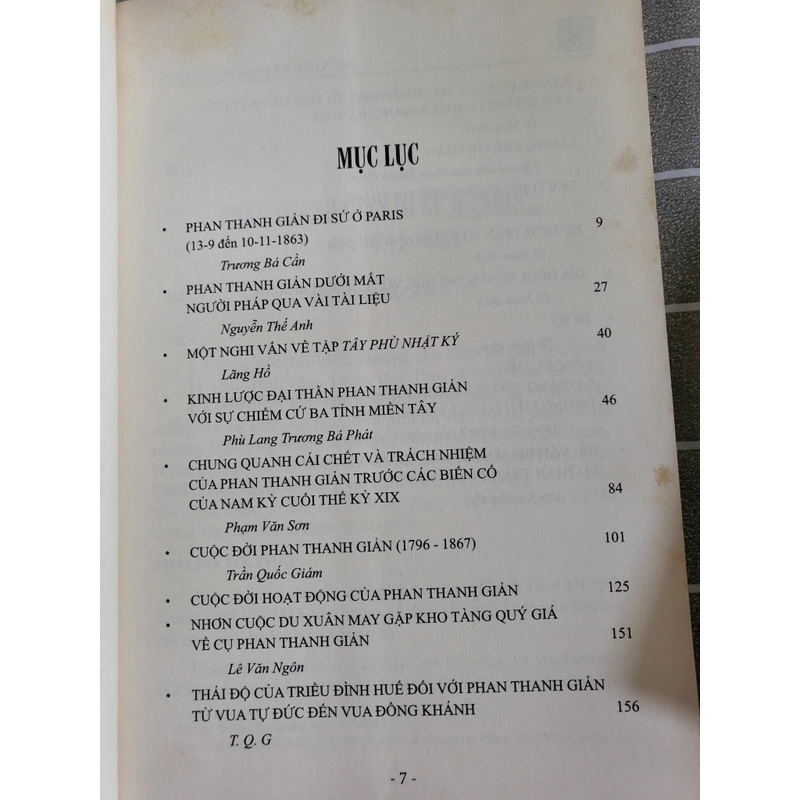 MỤC LỤC
• PHAN THANH GIẢN ĐI SỨ Ở PARIS
(13-9 đến 10-11-1863) 9
Trương Bá Cần
• PHAN THANH GIẢN DƯỚI MẮT
NGƯỜI PHÁP QUA VÀI TÀI LIỆU 27
Nguyễn Thế Anh
• MỘT NGHI VẤN VỀ TẬP TÂY PHÙ NHẬT KÝ 40
Lãng Hồ
• KINH LƯỢC ĐẠI THẦN PHAN THANH GIẢN
VỚI SỰ CHIẾM CỨ BA TỈNH MIỀN TÂY 46
Phù Lang Trương Bá Phát
• CHUNG QUANH CÁI CHẾT VÀ TRÁCH NHIỆM
CỦA PHAN THANH GIẢN TRƯỚC CÁC BIẾN CỐ
CỦA NAM KỲ CUỐI THẾ KỶ XIX 84
Phạm Văn Sơn
• CUỘC ĐỜI PHAN THANH GIẢN (1796 - 1867) 101
Trần Quốc Giám
• CUỘC ĐỜI HOẠT ĐỘNG CỦA PHAN THANH GIẢN 125
• NHƠN CUỘC DU XUÂN MAY GẶP KHO TÀNG QUÝ GIÁ
VỀ CỤ PHAN THANH GIẢN 151
Lê Văn Ngôn
• THÁI ĐỘ CỦA TRIỀU ĐÌNH HUẾ ĐỐI VỚI PHAN THANH GIẢN
TỪ VUA TỰ ĐỨC ĐẾN VUA ĐỒNG KHÁNH 156
T. Q. G
- 7 -